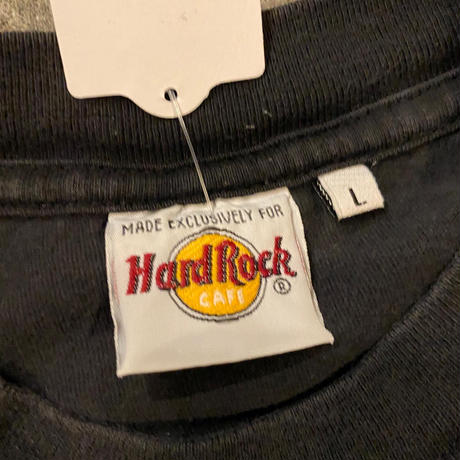 MADE EXCLUSIVELY FOR
Hard Rock
CAFE
®
L